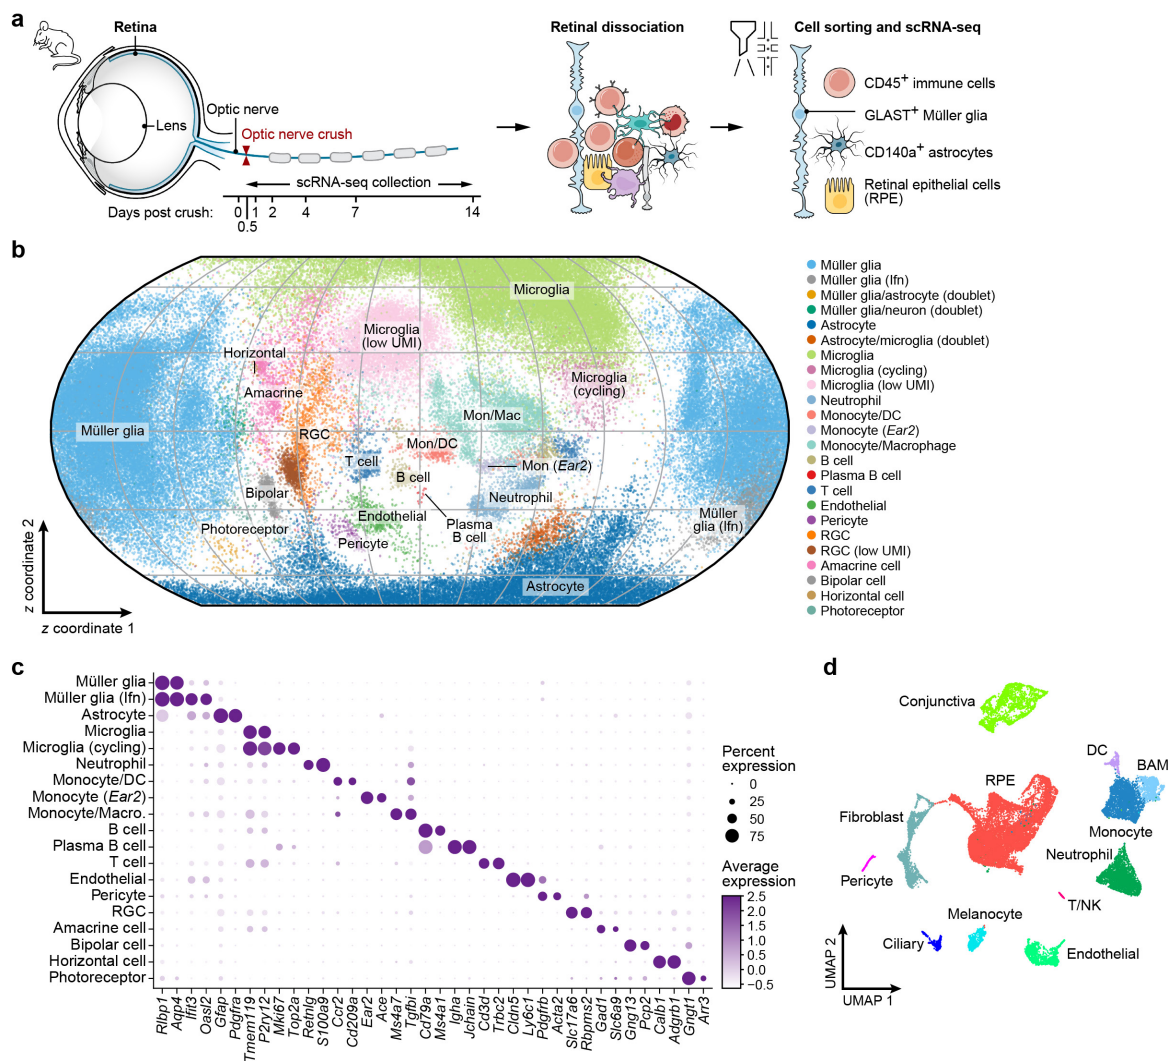 a
Retina
Optic nerve
Lens
Optic nerve crush
scRNA-seq collection
Days post crush:
0 1 2 4 7 14
0.5
Retinal dissociation
Cell sorting and scRNA-seq
CD45+ immune cells
GLAST+ Müller glia
CD140a+ astrocytes
Retinal epithelial cells
(RPE)
b
Microglia
Microglia
(low UMI)
Horizontal
Amacrine
Microglia
(cycling)
Mon/Mac
Müller glia
RGC
Mon/DC
T cell
Mon (Ear2)
B cell
Bipolar
Neutrophil
Photoreceptor
Endothelial
Plasma
B cell
Pericyte
Müller
glia (Ifn)
Astrocyte
z coordinate 2
z coordinate 1
Müller glia
Müller glia (Ifn)
Müller glia/astrocyte (doublet)
Müller glia/neuron (doublet)
Astrocyte
Astrocyte/microglia (doublet)
Microglia
Microglia (cycling)
Microglia (low UMI)
Neutrophil
Monocyte/DC
Monocyte (Ear2)
Monocyte/Macrophage
B cell
Plasma B cell
T cell
Endothelial
Pericyte
RGC
RGC (low UMI)
Amacrine cell
Bipolar cell
Horizontal cell
Photoreceptor
c
Müller glia
Müller glia (Ifn)
Astrocyte
Microglia
Microglia (cycling)
Neutrophil
Monocyte/DC
Monocyte (Ear2)
Monocyte/Macro.
B cell
Plasma B cell
T cell
Endothelial
Pericyte
RGC
Amacrine cell
Bipolar cell
Horizontal cell
Photoreceptor
Rlbp1
Aqp4
Ifit3
Oasl2
Gfap
Pdgfra
Tmem119
P2ry12
Mki67
Top2a
Retnlg
S100a9
Ccr2
Cd209a
Ear2
Ace
Ms4a7
Tgfbi
Cd79a
Ms4a1
Igha
Jchain
Cd3d
Trbc2
Cldn5
Ly6c1
Pdgfrb
Acta2
Slc17a6
Rbpms2
Gad1
Slc6a9
Gng13
Pcp2
Calb1
Adgrb1
Gngt1
Arr3
Percent
expression
0
25
50
75
Average
expression
2.5
2.0
1.5
1.0
0.5
0.0
−0.5
d
Conjunctiva
DC
BAM
RPE
Fibroblast
Monocyte
Neutrophil
Pericyte
T/NK
Melanocyte
Ciliary
Endothelial
UMAP 2
UMAP 1